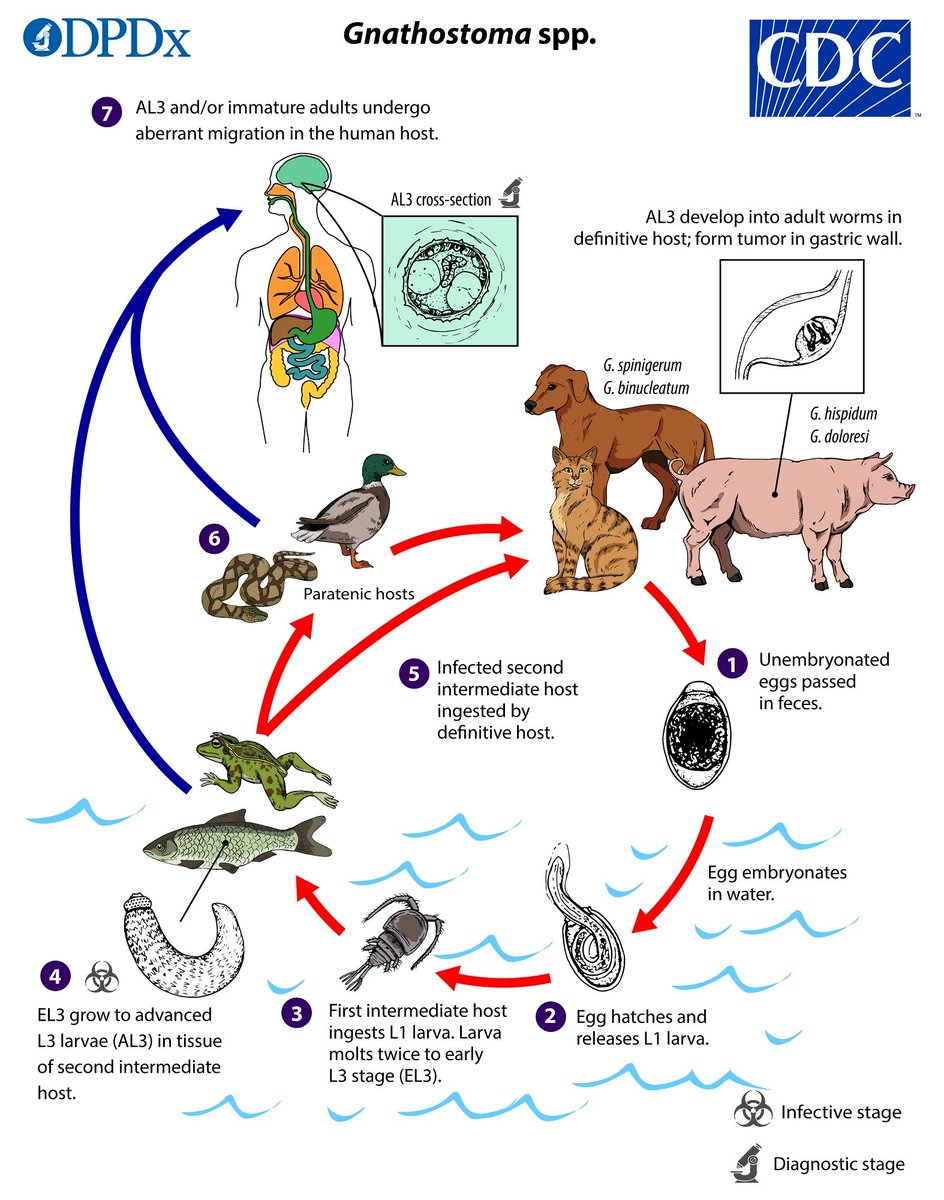 DPDx
Gnathostoma spp.
CDC
TM
7
AL3 and/or immature adults undergo
aberrant migration in the human host.
AL3 cross-section
AL3 develop into adult worms in
definitive host; form tumor in gastric wall.
G. spinigerum
G. binucleatum
G. hispidum
G. doloresi
6
Paratenic hosts
5
Infected second
intermediate host
ingested by
definitive host.
1
Unembryonated
eggs passed
in feces.
Egg embryonates
in water.
4
EL3 grow to advanced
L3 larvae (AL3) in tissue
of second intermediate
host.
3
First intermediate host
ingests L1 larva. Larva
molts twice to early
L3 stage (EL3).
2
Egg hatches and
releases L1 larva.
Infective stage
Diagnostic stage